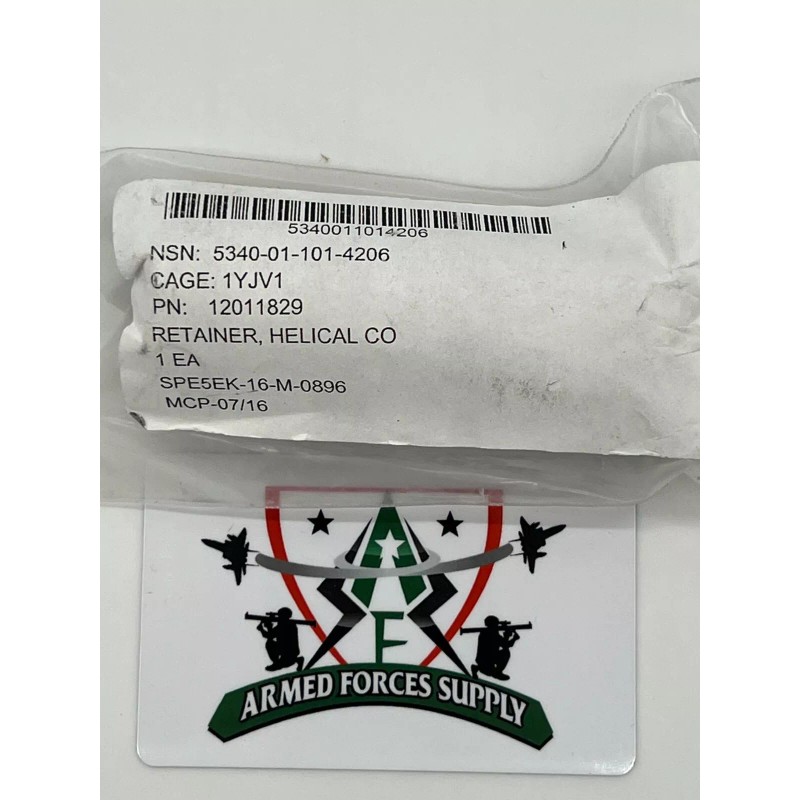 5340011014206
NSN: 5340-01-101-4206
CAGE: 1YJV1
PN: 12011829
RETAINER, HELICAL CO
1 EA
SPE5EK-16-M-0896
MCP-07/16
A
F
ARMED FORCES SUPPLY